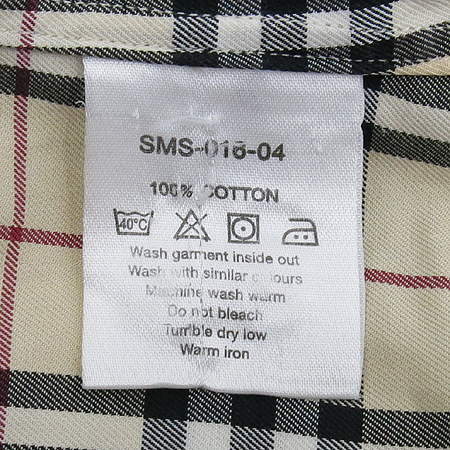 SMS-016-04
100% COTTON
40°C
Wash garment inside out
Wash with similar colours
Machine wash warm
Do not bleach
Tumble dry low
Warm iron